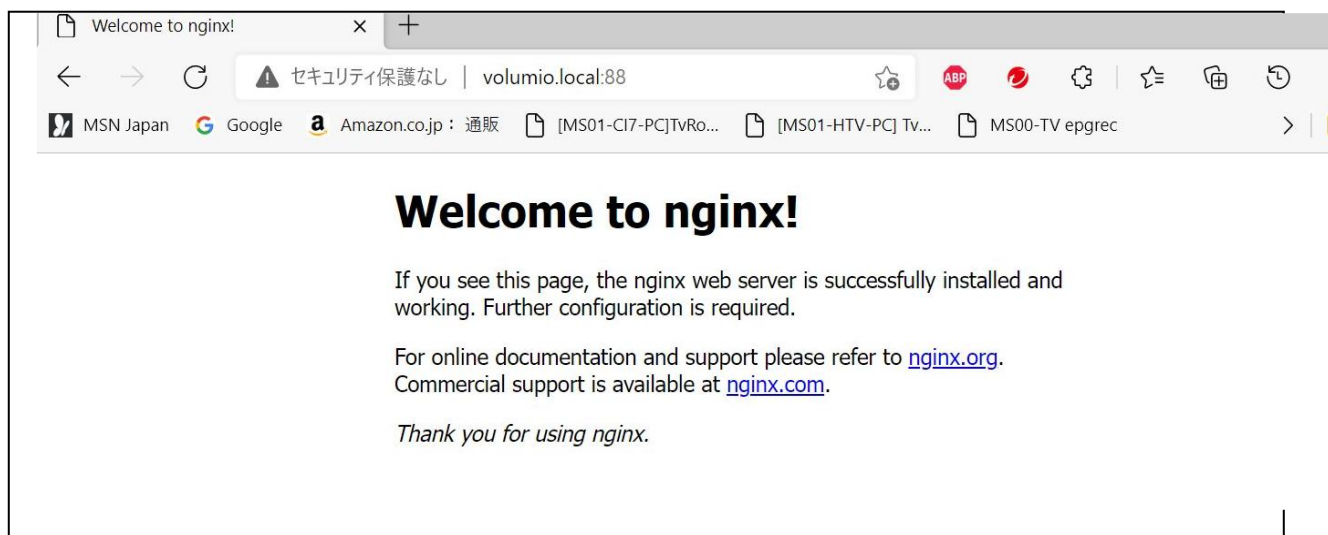 Welcome to nginx!
セキュリティ保護なし | volumio.local:88
ABP
MSN Japan
Google
Amazon.co.jp : 通販
[MS01-CI7-PC]TvRo...
[MS01-HTV-PC] Tv...
MS00-TV epgrec
Welcome to nginx!
If you see this page, the nginx web server is successfully installed and
working. Further configuration is required.
For online documentation and support please refer to nginx.org.
Commercial support is available at nginx.com.
Thank you for using nginx.